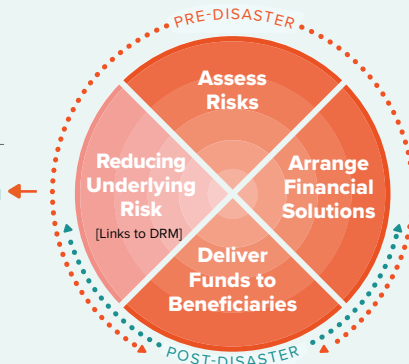 PRE-DISASTER
Assess
Risks
Reducing
Underlying
Risk
[Links to DRM]
Arrange
Financial
Solutions
Deliver
Funds to
Beneficiaries
POST-DISASTER